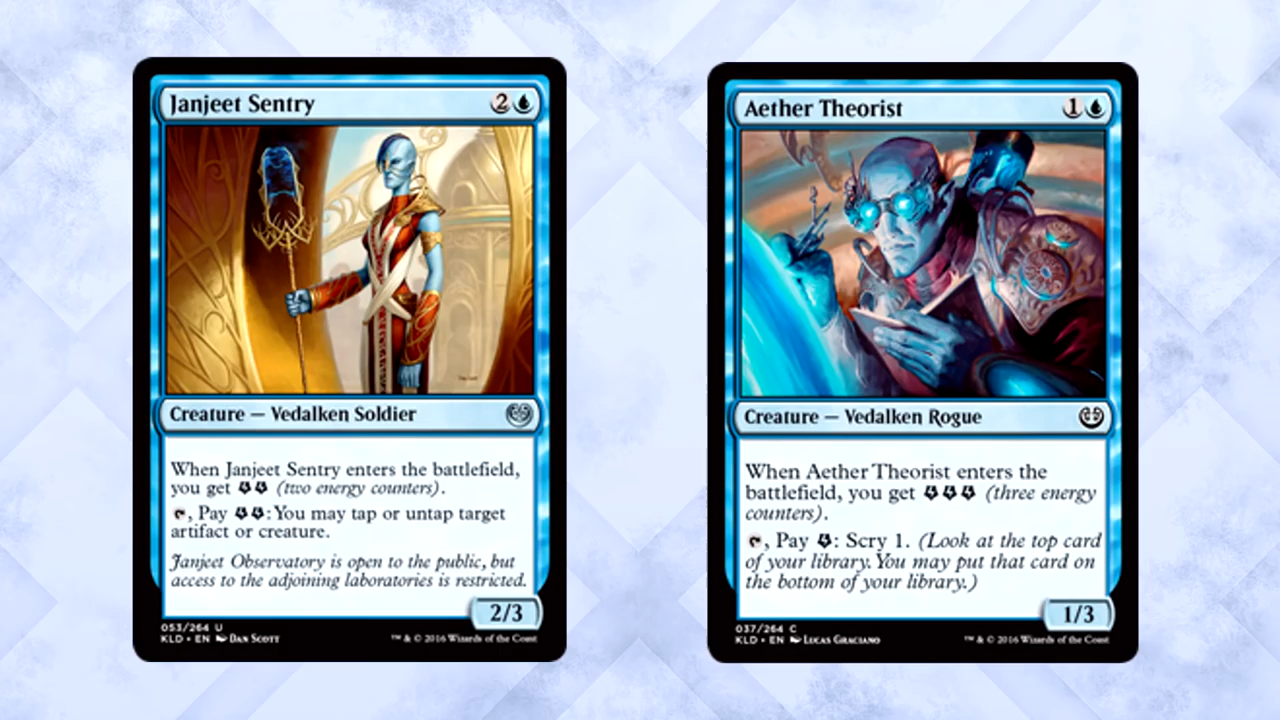 Janjeet Sentry
2
Creature — Vedalken Soldier
When Janjeet Sentry enters the battlefield,
you get (two energy counters).
, Pay : You may tap or untap target
artifact or creature.
Janjeet Observatory is open to the public, but
access to the adjoining laboratories is restricted.
2/3
053/264 U
KLD • EN DAN SCOTT
™ & © 2016 Wizards of the Coast
Aether Theorist
1
Creature — Vedalken Rogue
When Aether Theorist enters the
battlefield, you get (three energy
counters).
, Pay : Scry 1. (Look at the top card
of your library. You may put that card on
the bottom of your library.)
1/3
037/264 C
KLD • EN LUCAS GRACIANO
™ & © 2016 Wizards of the Coast